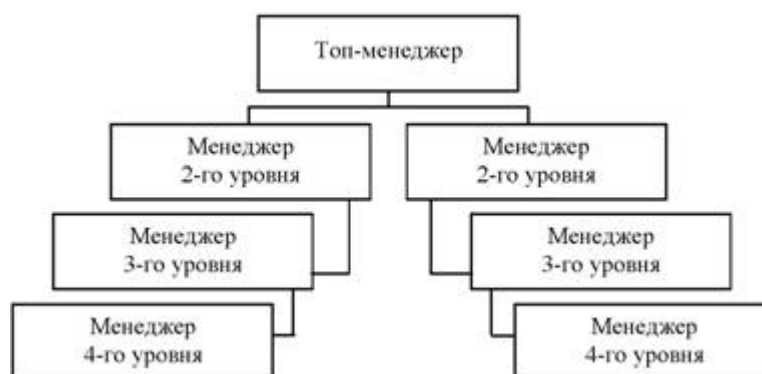 Топ-менеджер
Менеджер
2-го уровня
Менеджер
2-го уровня
Менеджер
3-го уровня
Менеджер
3-го уровня
Менеджер
4-го уровня
Менеджер
4-го уровня